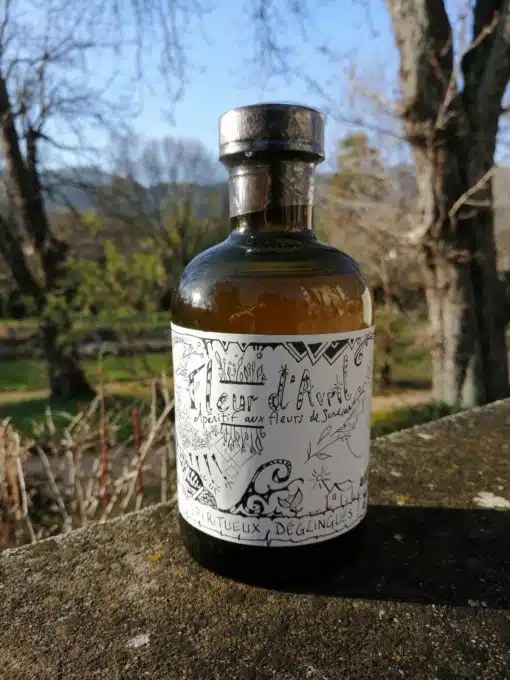 Fleur d'Avril
Apéritif aux fleurs de Sureau
SPIRITUEUX DÉGLINGUÉS